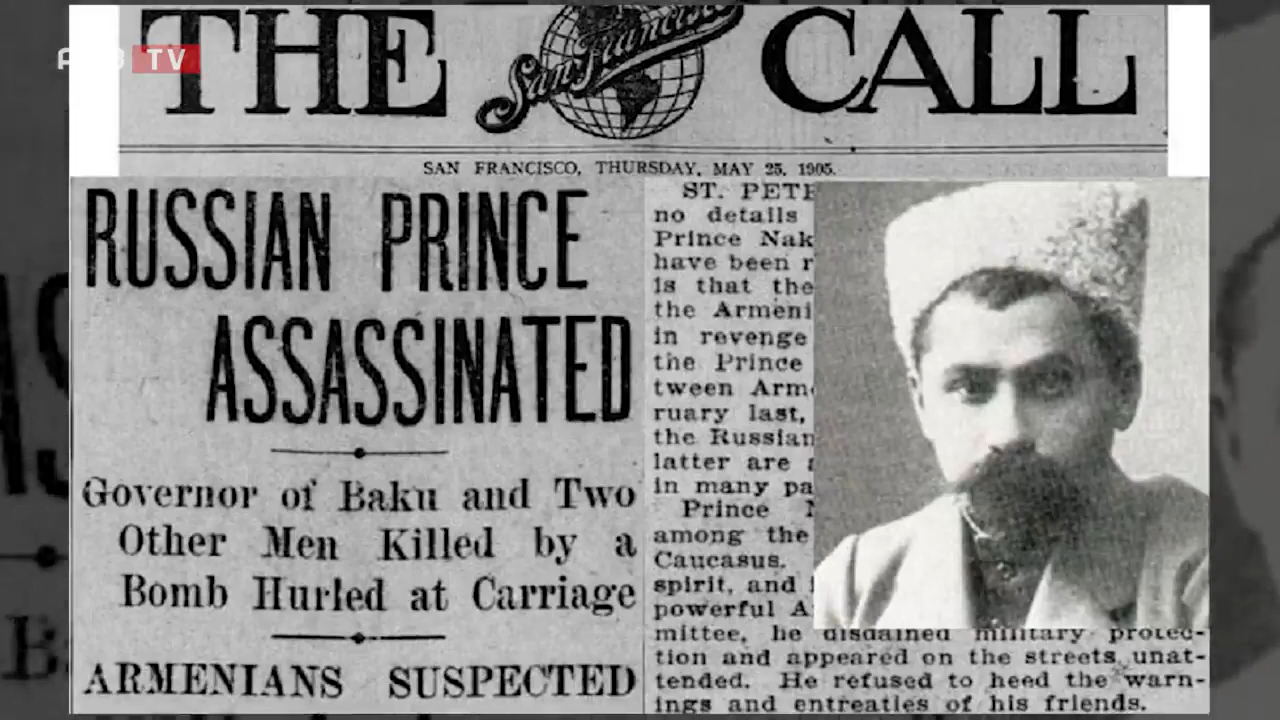 TV
THE San Francisco CALL
SAN FRANCISCO, THURSDAY, MAY 25, 1905.
RUSSIAN PRINCE
ASSASSINATED
Governor of Baku and Two
Other Men Killed by a
Bomb Hurled at Carriage
ARMENIANS SUSPECTED
ST. PETE
no details
Prince Nak
have been r
is that the
the Armeni
in revenge
the Prince
tween Arm
ruary last,
the Russian
latter are
in many pa
Prince
among the
Caucasus.
spirit, and
powerful A
mittee, he disdained military protec-
tion and appeared on the streets unat-
tended. He refused to heed the warn-
ings and entreaties of his friends.